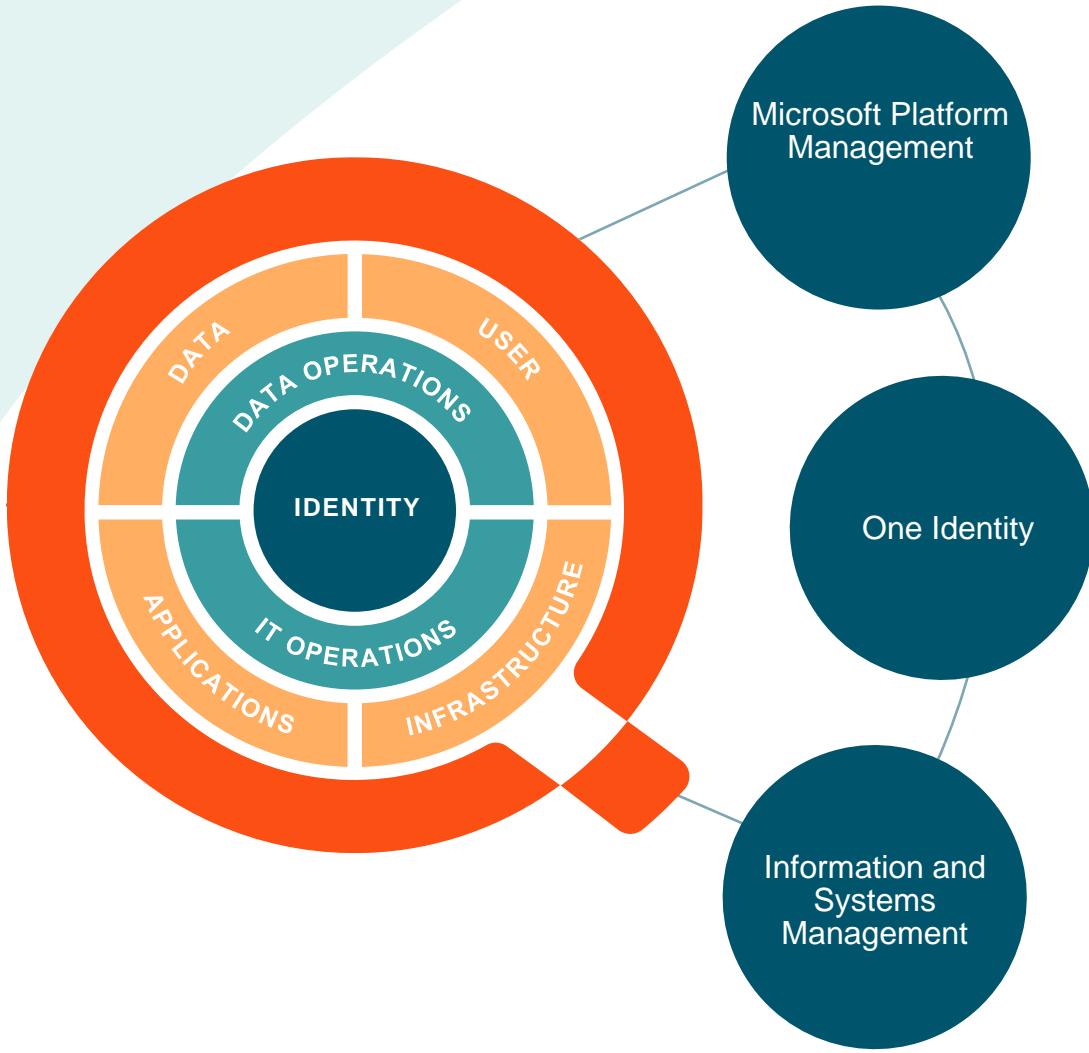 Microsoft Platform
Management
DATA
USER
DATA OPERATIONS
IDENTITY
One Identity
APPLICATIONS
IT OPERATIONS
INFRASTRUCTURE
Information and
Systems
Management